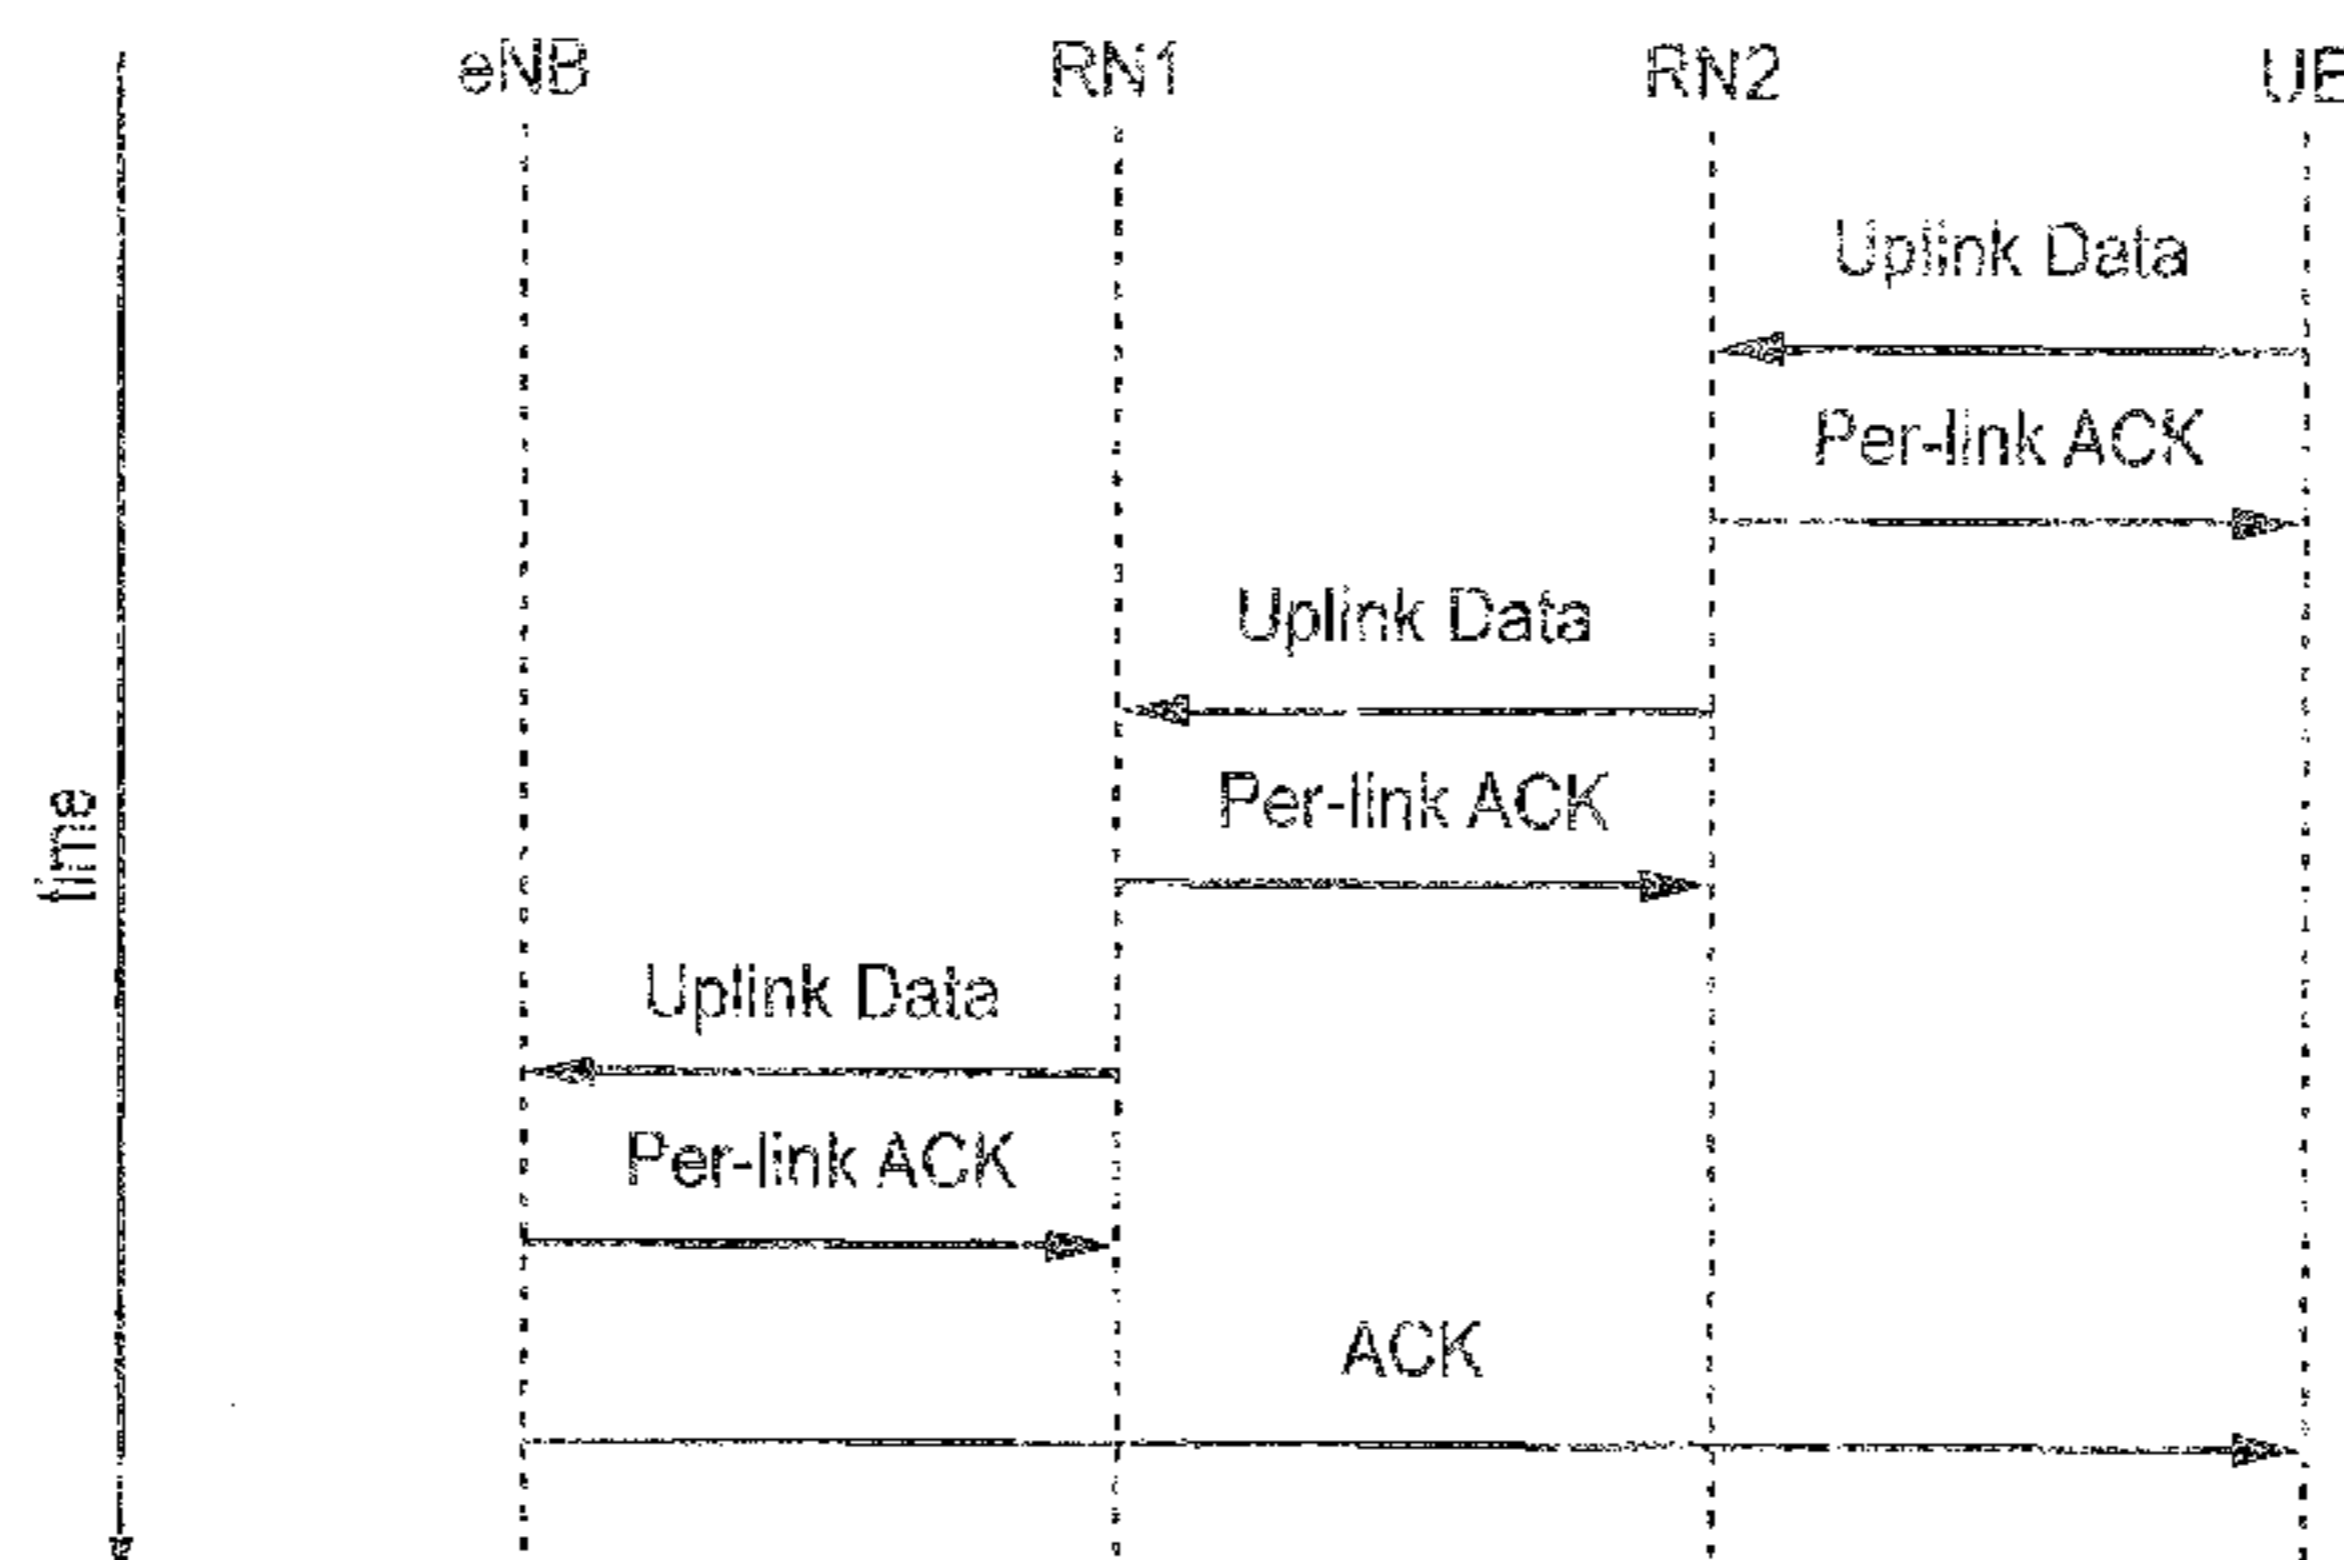 eNB RN1 RN2 UE
Uplink Data
Per-link ACK
Uplink Data
Per-link ACK
time
Uplink Data
Per-link ACK
ACK